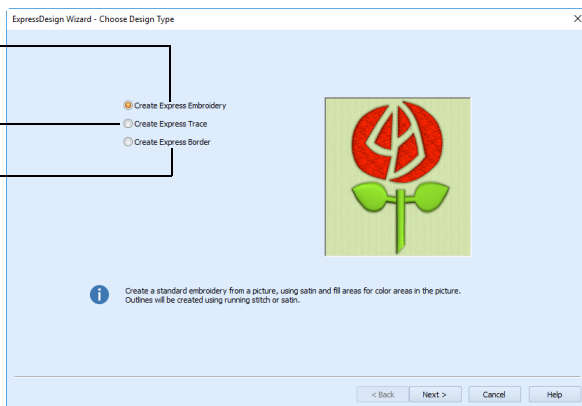 ExpressDesign Wizard - Choose Design Type
Create Express Embroidery
Create Express Trace
Create Express Border
Create a standard embroidery from a picture, using satin and fill areas for color areas in the picture.
Outlines will be created using running stitch or satin.
< Back Next > Cancel Help